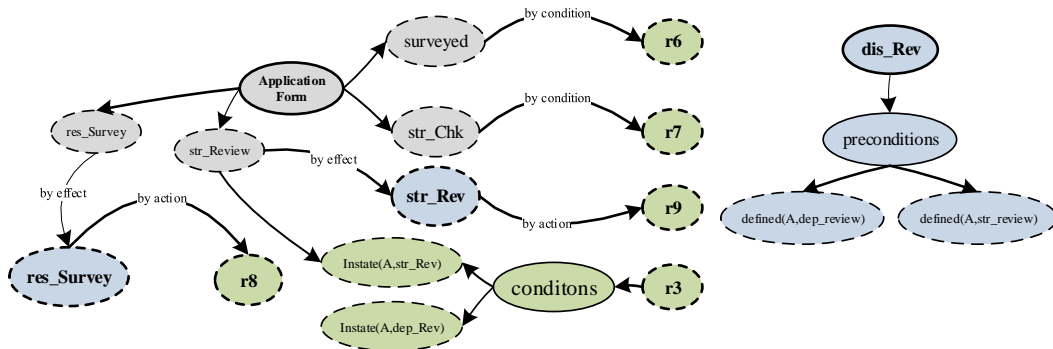 by condition
surveyed
r6
dis_Rev
Application
Form
by condition
res_Survey
str_Chk
r7
preconditions
str_Review
by effect
by effect
str_Rev
r9
by action
by action
defined(A,dep_review)
defined(A,str_review)
Instate(A,str_Rev)
res_Survey
r8
conditons
r3
Instate(A,dep_Rev)